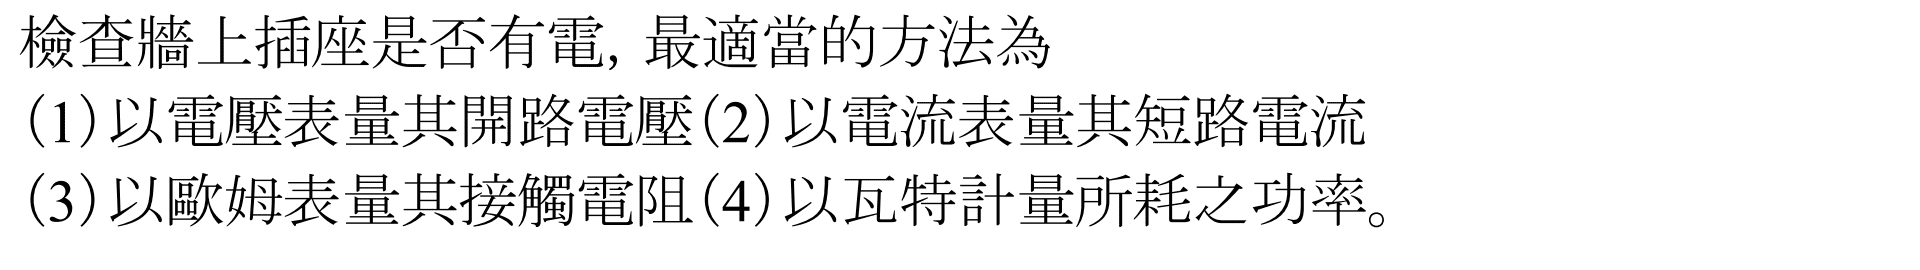 檢查牆上插座是否有電, 最適當的方法為
(1)以電壓表量其開路電壓(2)以電流表量其短路電流
(3)以歐姆表量其接觸電阻(4)以瓦特計量所耗之功率。